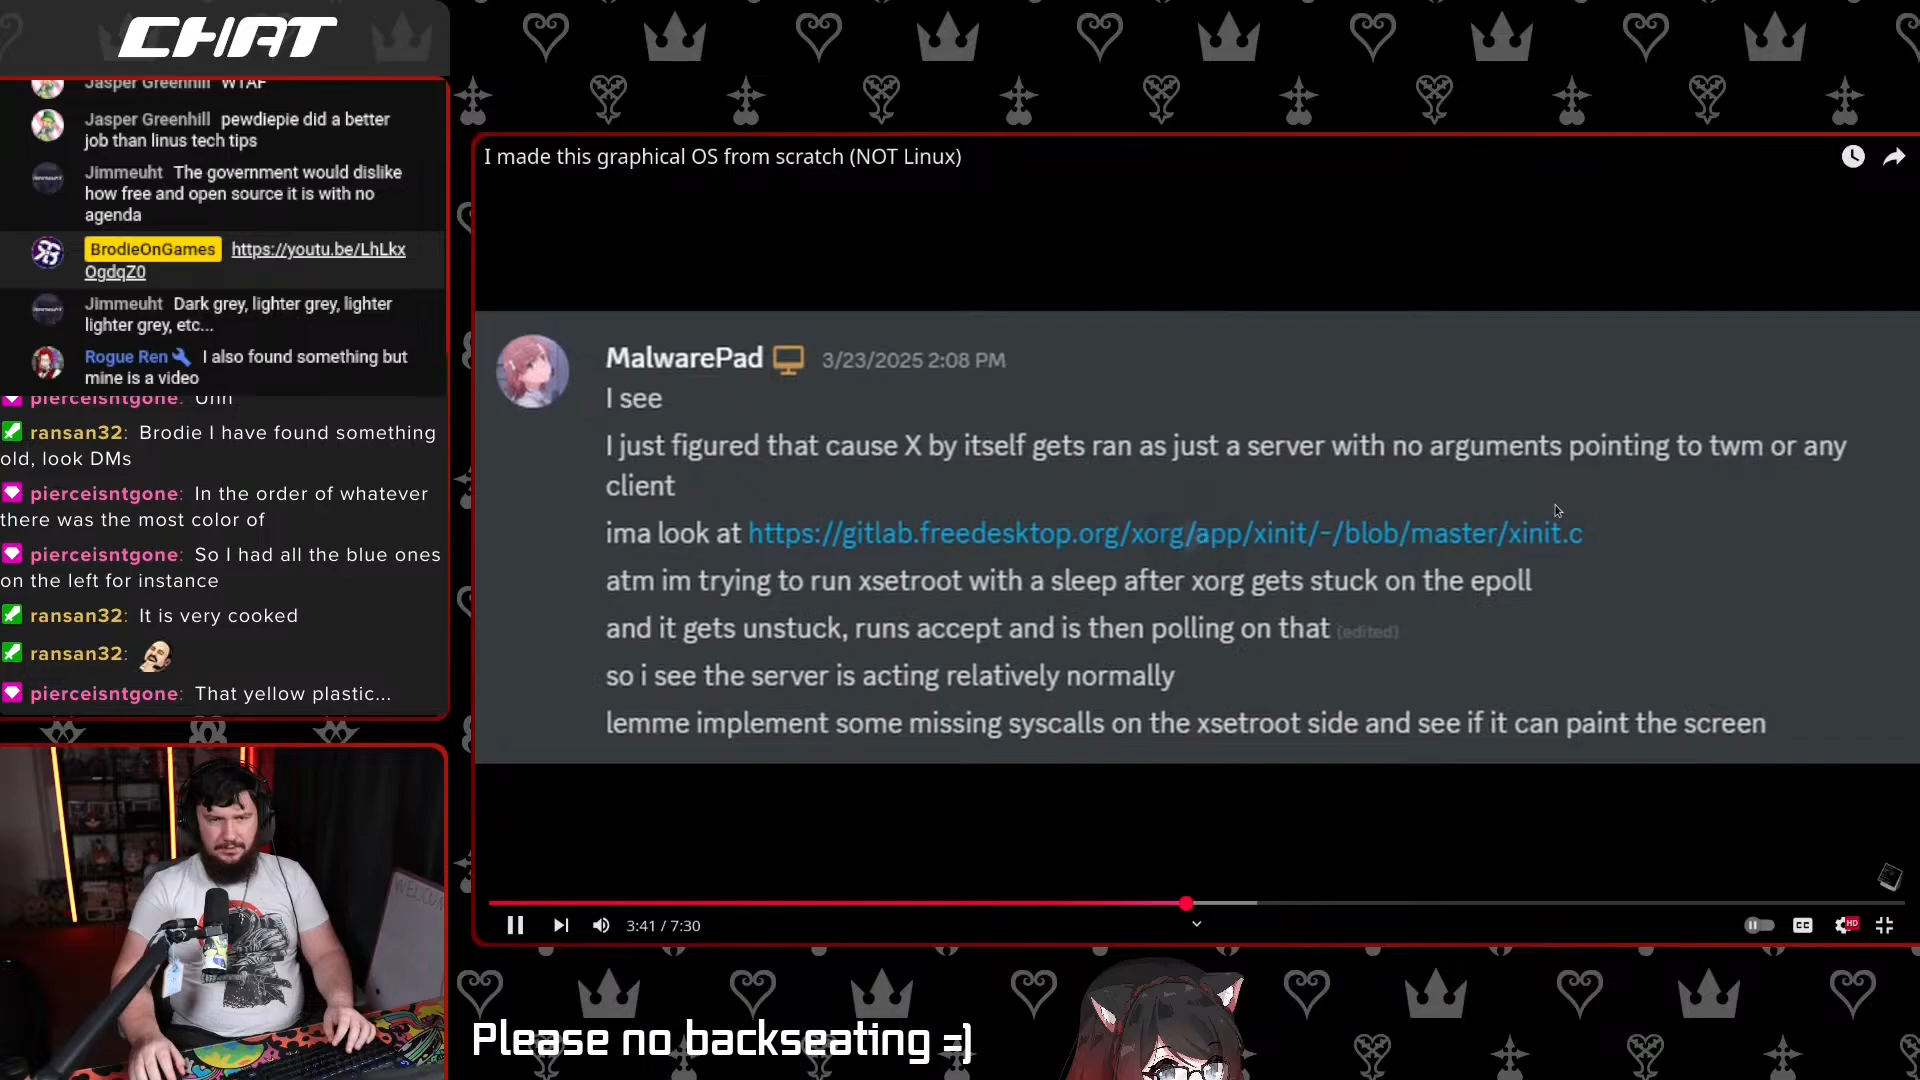 CHAT
Jasper Greenhill WTAF
Jasper Greenhill pewdiepie did a better
job than linus tech tips
Jimmeuht The government would dislike
how free and open source it is with no
agenda
BrodieOnGames https://youtu.be/LhLkx
OgdqZ0
Jimmeuht Dark grey, lighter grey, lighter
lighter grey, etc...
Rogue Ren I also found something but
mine is a video
pierceisntgone: Uhh
ransan32: Brodie I have found something
old, look DMs
pierceisntgone: In the order of whatever
there was the most color of
pierceisntgone: So I had all the blue ones
on the left for instance
ransan32: It is very cooked
ransan32:
pierceisntgone: That yellow plastic...
I made this graphical OS from scratch (NOT Linux)
MalwarePad 3/23/2025 2:08 PM
I see
I just figured that cause X by itself gets ran as just a server with no arguments pointing to twm or any
client
ima look at https://gitlab.freedesktop.org/xorg/app/xinit/-/blob/master/xinit.c
atm im trying to run xsetroot with a sleep after xorg gets stuck on the epoll
and it gets unstuck, runs accept and is then polling on that (edited)
so i see the server is acting relatively normally
lemme implement some missing syscalls on the xsetroot side and see if it can paint the screen
3:41 / 7:30
CC
HD
WELCOM
Please no backseating =)